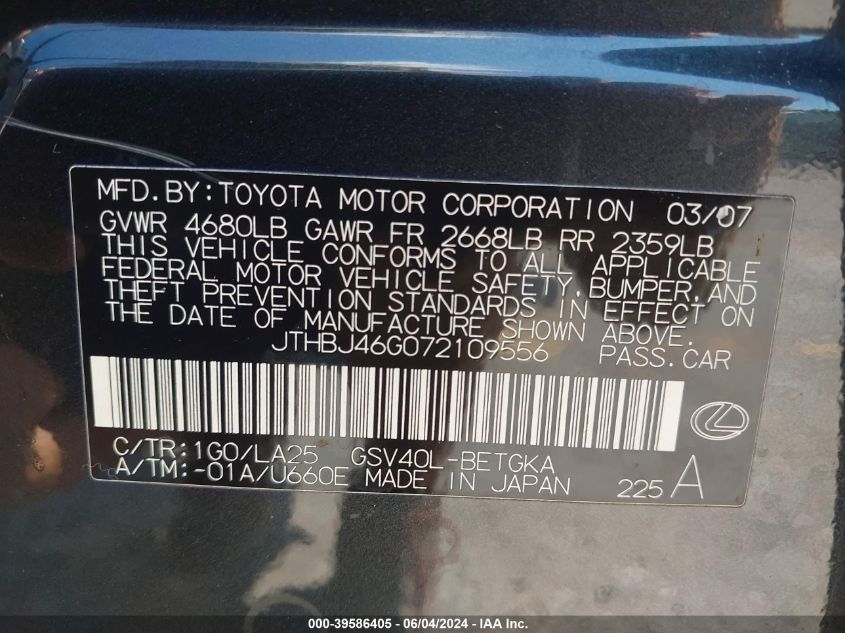 MFD.BY:TOYOTA MOTOR CORPORATION 03/07
GVWR 4680LB GAWR FR 2668LB RR 2359LB
THIS VEHICLE CONFORMS TO ALL APPLICABLE
FEDERAL MOTOR VEHICLE SAFETY,BUMPER,AND
THEFT PREVENTION STANDARDS IN EFFECT ON
THE DATE OF MANUFACTURE SHOWN ABOVE.
JTHBJ46G072109556 PASS.CAR
C/TR:1G0/LA25 GSV40L-BETGKA
A/TM:-01A/U660E MADE IN JAPAN 225 A
000-39586405 - 06/04/2024 - IAA Inc.